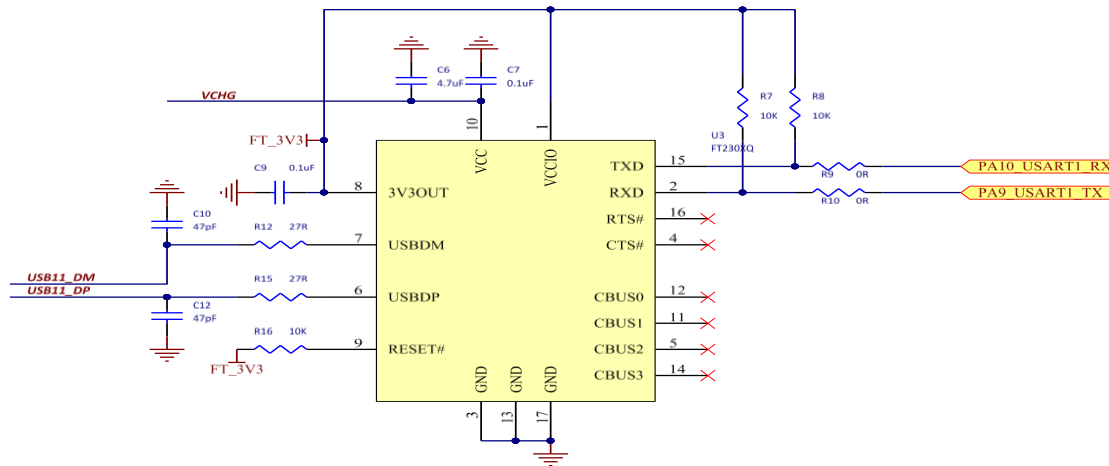 C6
4.7uF
C7
0.1uF
VCHG
10
1
VCC
VCCIO
R7
10K
R8
10K
U3
FT230XQ
FT_3V3
C9
0.1uF
8
3V3OUT
TXD
15
R9
0R
PA10_USART1_RX
RXD
2
R10
0R
PA9_USART1_TX
RTS#
16
CTS#
4
C10
47pF
R12
27R
7
USBDM
USB11_DM
USB11_DP
R15
27R
6
USBDP
C12
47pF
CBUS0
12
CBUS1
11
CBUS2
5
CBUS3
14
R16
10K
9
RESET#
FT_3V3
GND
GND
GND
3
13
17